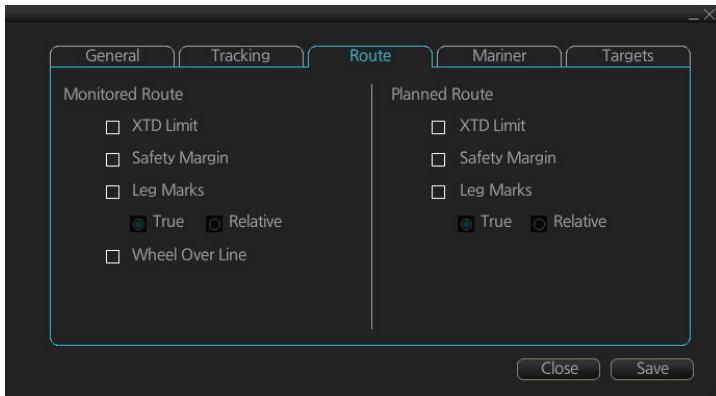 General Tracking Route Mariner Targets
Monitored Route
XTD Limit
Safety Margin
Leg Marks
True Relative
Wheel Over Line
Planned Route
XTD Limit
Safety Margin
Leg Marks
True Relative
Close Save